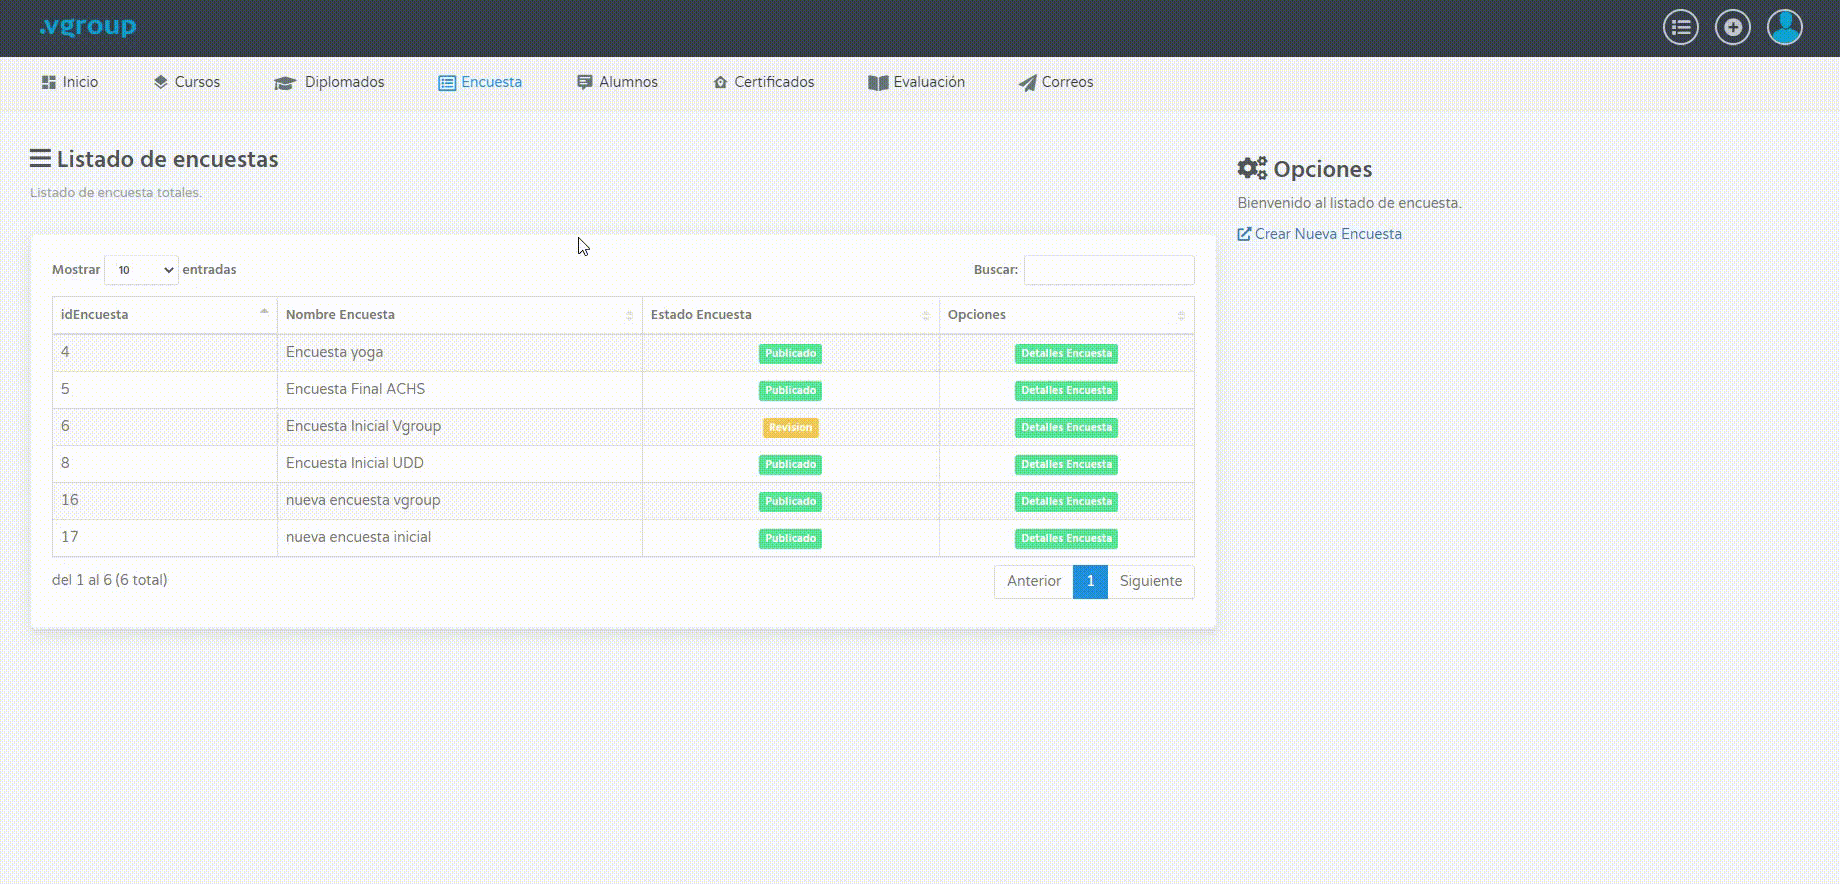 .vgroup
Inicio Cursos Diplomados Encuesta Alumnos Certificados Evaluación Correos
Listado de encuestas
Listado de encuesta totales.
Opciones
Bienvenido al listado de encuesta.
Crear Nueva Encuesta
Mostrar 10 entradas Buscar:
idEncuesta Nombre Encuesta Estado Encuesta Opciones
4 Encuesta yoga Publicado Detalles Encuesta
5 Encuesta Final ACHS Publicado Detalles Encuesta
6 Encuesta Inicial Vgroup Revision Detalles Encuesta
8 Encuesta Inicial UDD Publicado Detalles Encuesta
16 nueva encuesta vgroup Publicado Detalles Encuesta
17 nueva encuesta inicial Publicado Detalles Encuesta
del 1 al 6 (6 total) Anterior 1 Siguiente